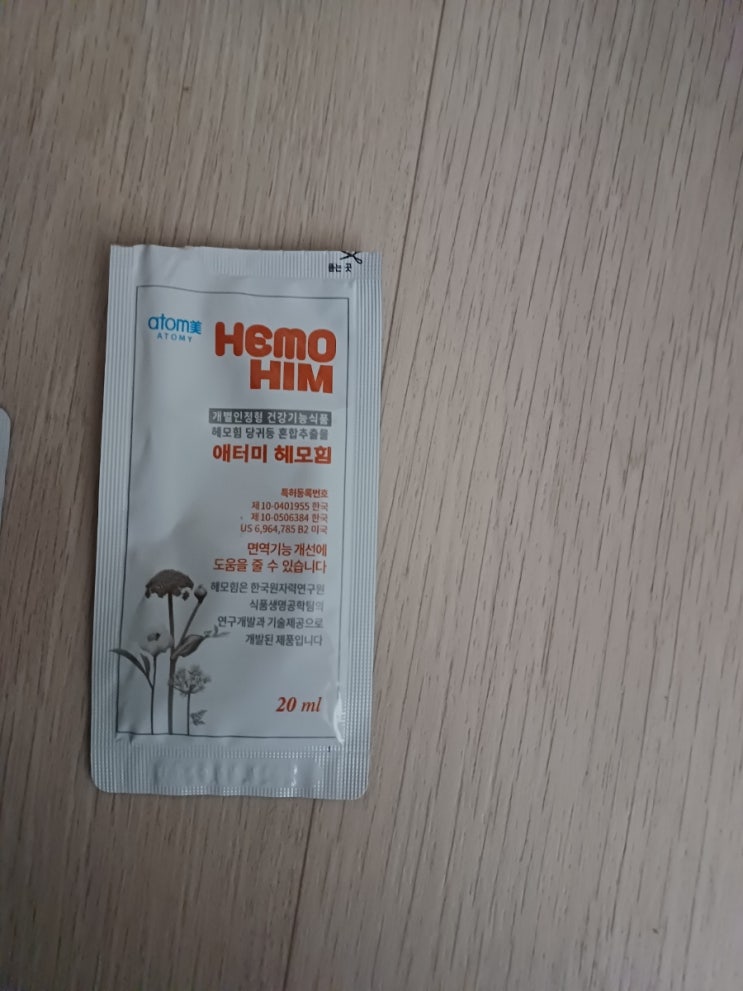 뜯는 곳
atom美
ATOMY
HEMO
HIM
개별인정형 건강기능식품
헤모힘 당귀등 혼합추출물
애터미 헤모힘
특허등록번호
제 10-0401955 한국
제 10-0506384 한국
US 6,964,785 B2 미국
면역기능 개선에
도움을 줄 수 있습니다
헤모힘은 한국원자력연구원
식품생명공학팀의
연구개발과 기술제공으로
개발된 제품입니다
20 ml